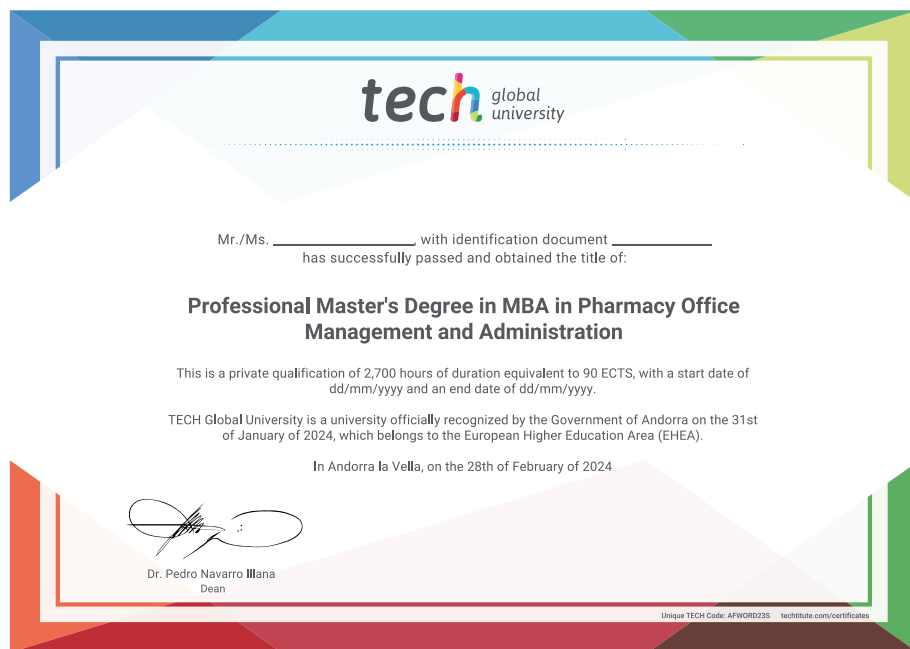 tech global university
Mr./Ms. ____________, with identification document ____________
has successfully passed and obtained the title of:
Professional Master's Degree in MBA in Pharmacy Office
Management and Administration
This is a private qualification of 2,700 hours of duration equivalent to 90 ECTS, with a start date of
dd/mm/yyyy and an end date of dd/mm/yyyy.
TECH Global University is a university officially recognized by the Government of Andorra on the 31st
of January of 2024, which belongs to the European Higher Education Area (EHEA).
In Andorra la Vella, on the 28th of February of 2024
Dr. Pedro Navarro Illana
Dean
Unique TECH Code: AFWORD23S techtitute.com/certificates